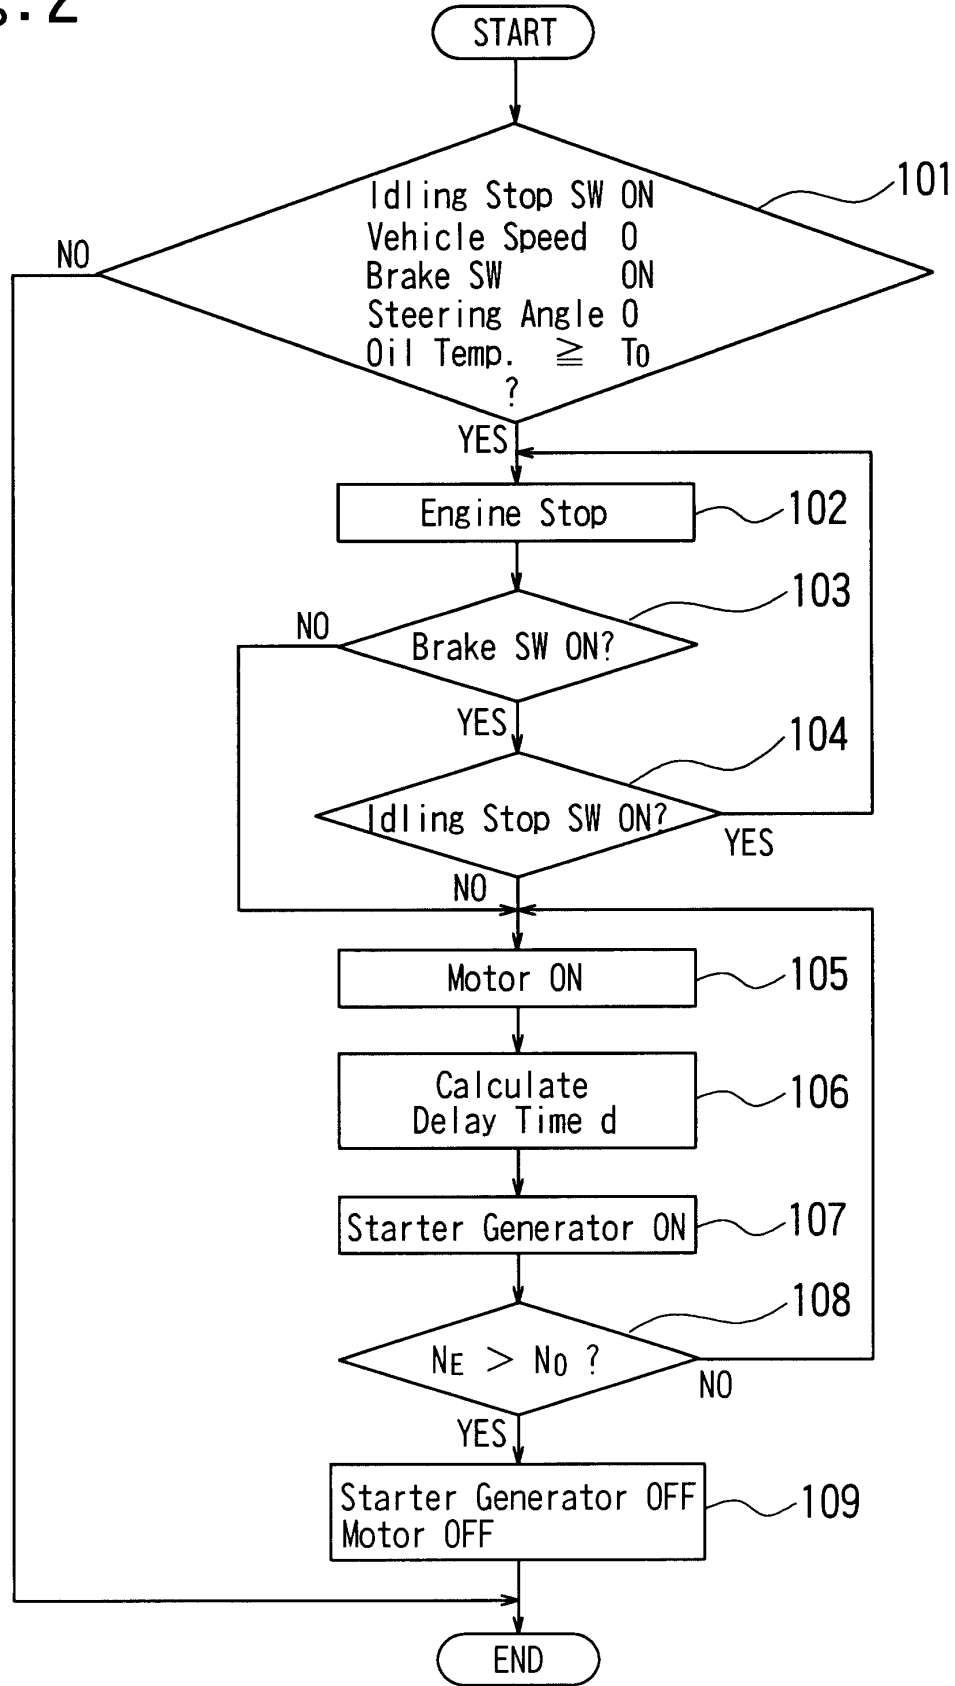 g. 2
START
101
Idling Stop SW ON
Vehicle Speed 0
Brake SW ON
Steering Angle 0
Oil Temp. ≧ T0
?
NO
YES
Engine Stop
102
103
NO
Brake SW ON?
YES
104
Idling Stop SW ON?
YES
NO
Motor ON
105
Calculate
Delay Time d
106
Starter Generator ON
107
108
NE > N0 ?
NO
YES
Starter Generator OFF
Motor OFF
109
END